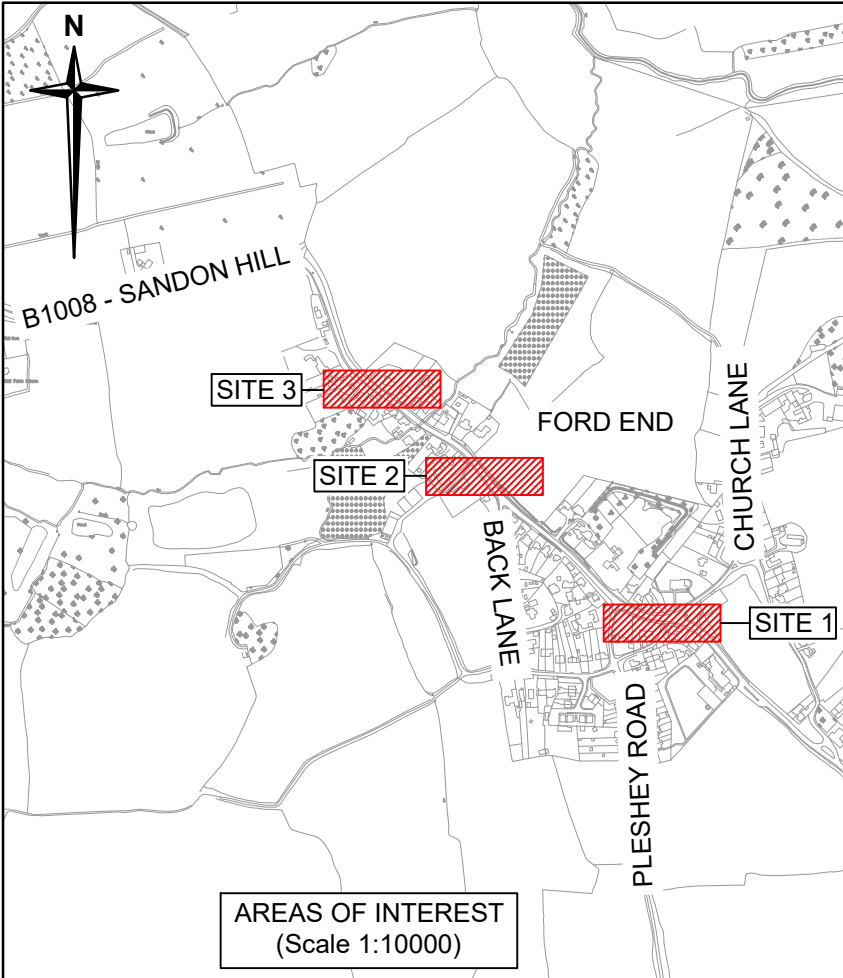 N
B1008 - SANDON HILL
SITE 3
FORD END
CHURCH LANE
SITE 2
BACK LANE
SITE 1
PLESHEY ROAD
AREAS OF INTEREST
(Scale 1:10000)